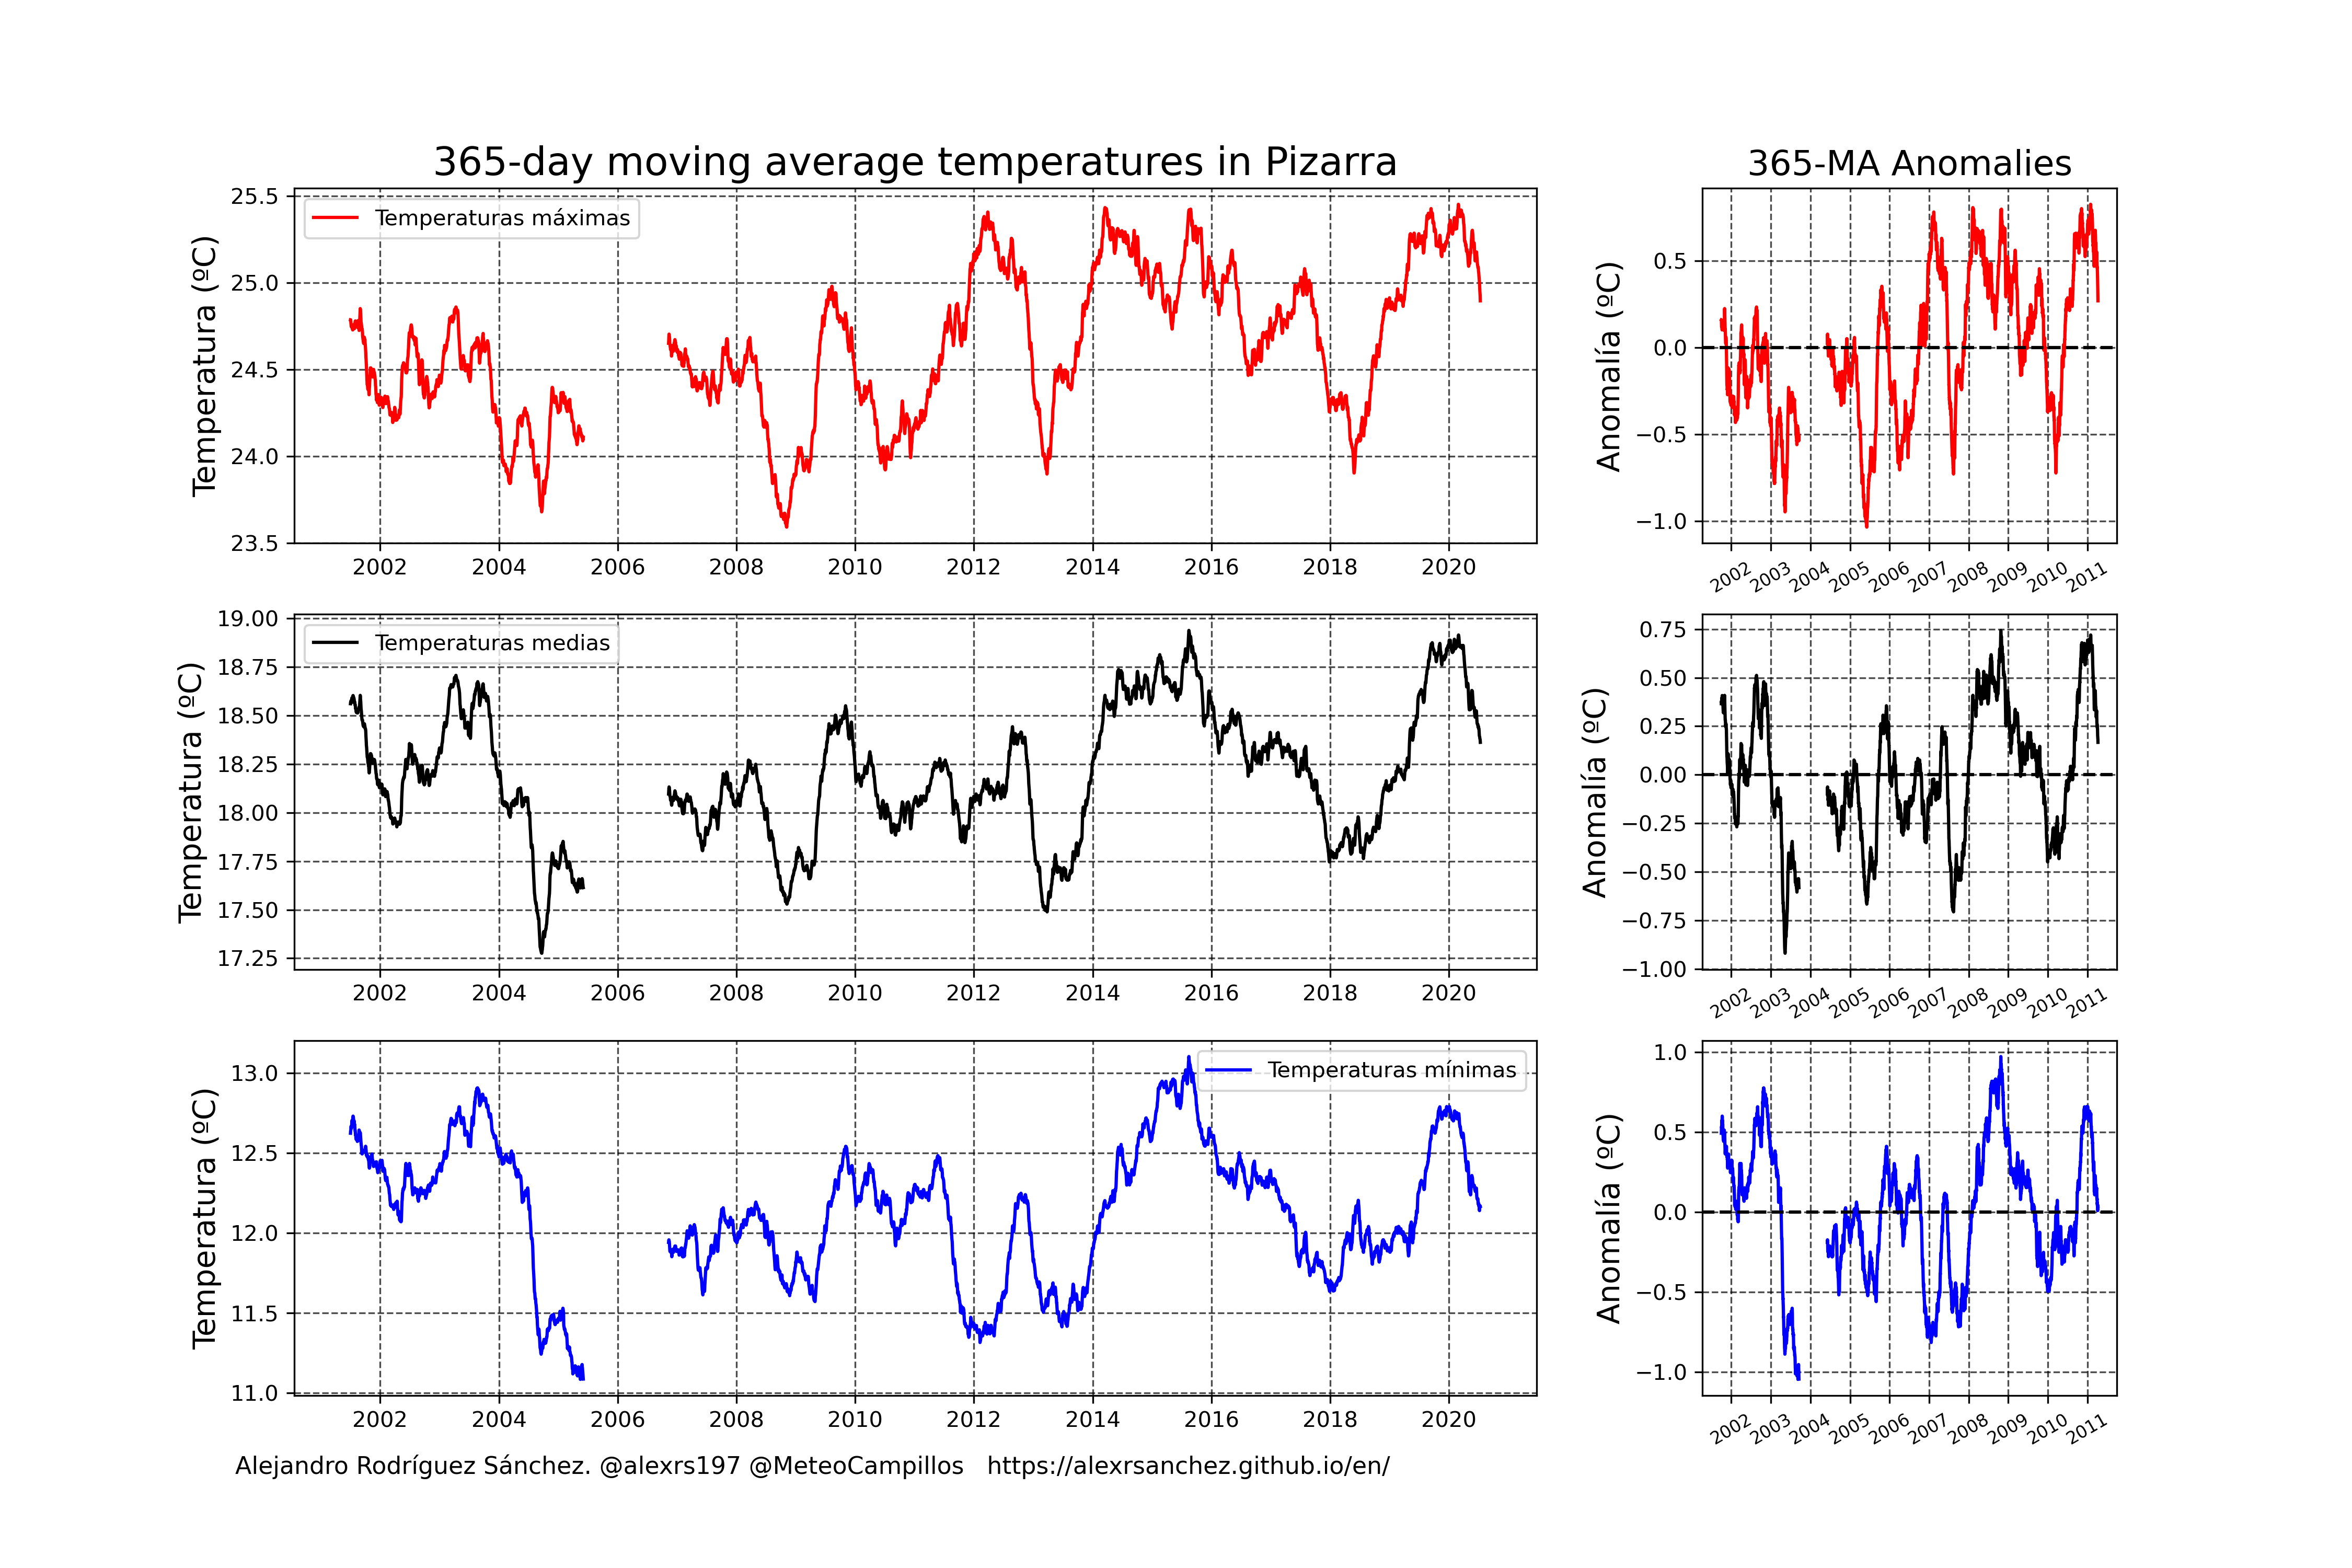 365-day moving average temperatures in Pizarra
365-MA Anomalies
Temperatura (ºC)
25.5
25.0
24.5
24.0
23.5
Temperaturas máximas
2002 2004 2006 2008 2010 2012 2014 2016 2018 2020
Anomalía (ºC)
0.5
0.0
−0.5
−1.0
2002 2003 2004 2005 2006 2007 2008 2009 2010 2011
Temperatura (ºC)
19.00
18.75
18.50
18.25
18.00
17.75
17.50
17.25
Temperaturas medias
2002 2004 2006 2008 2010 2012 2014 2016 2018 2020
Anomalía (ºC)
0.75
0.50
0.25
0.00
−0.25
−0.50
−0.75
−1.00
2002 2003 2004 2005 2006 2007 2008 2009 2010 2011
Temperatura (ºC)
13.0
12.5
12.0
11.5
11.0
Temperaturas mínimas
2002 2004 2006 2008 2010 2012 2014 2016 2018 2020
Anomalía (ºC)
1.0
0.5
0.0
−0.5
−1.0
2002 2003 2004 2005 2006 2007 2008 2009 2010 2011
Alejandro Rodríguez Sánchez. @alexrs197 @MeteoCampillos https://alexrsanchez.github.io/en/